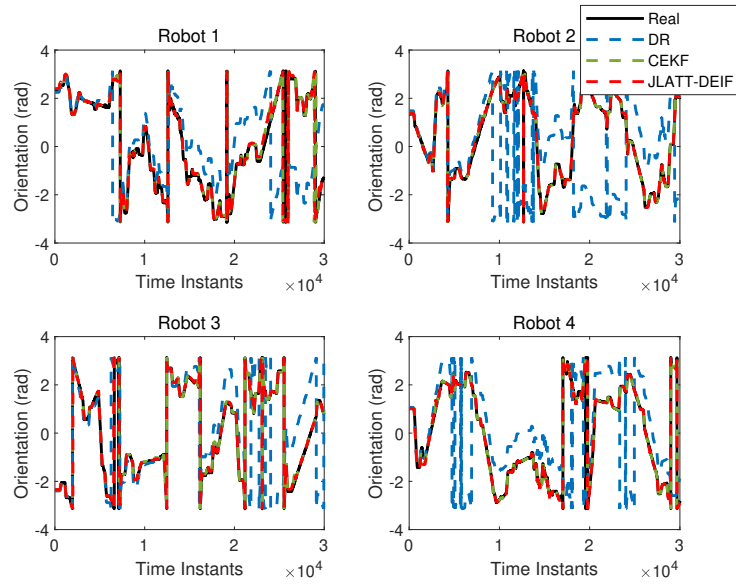 Robot 1
Robot 2
Real
DR
CEKF
JLATT-DEIF
Orientation (rad)
4
2
0
-2
-4
0
1
2
3
Time Instants
×10^4
Orientation (rad)
4
2
0
-2
-4
0
1
2
3
Time Instants
×10^4
Robot 3
Orientation (rad)
4
2
0
-2
-4
0
1
2
3
Time Instants
×10^4
Robot 4
Orientation (rad)
4
2
0
-2
-4
0
1
2
3
Time Instants
×10^4